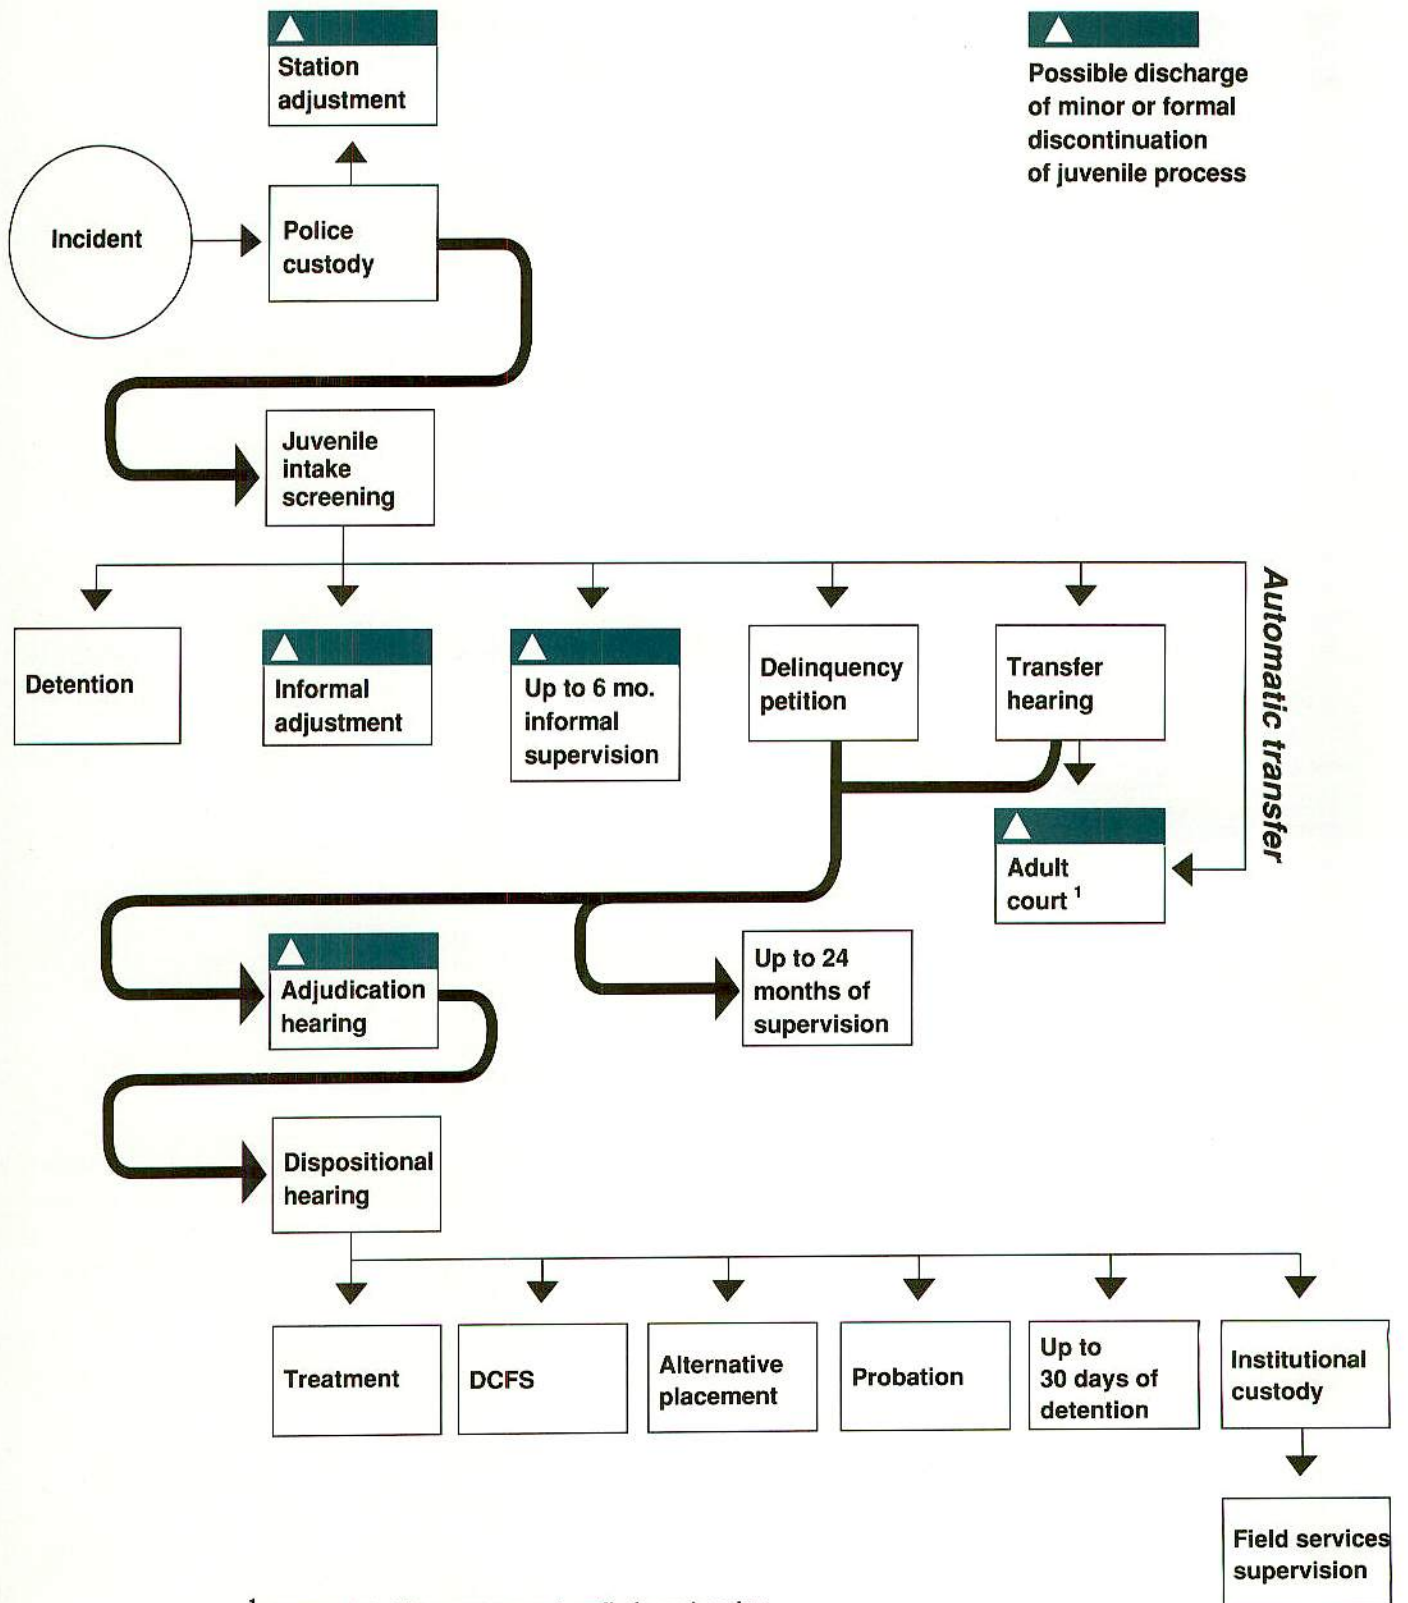 Station
adjustment
Possible discharge
of minor or formal
discontinuation
of juvenile process
Incident
Police
custody
Juvenile
intake
screening
Automatic transfer
Detention
Informal
adjustment
Up to 6 mo.
informal
supervision
Delinquency
petition
Transfer
hearing
Adult
court 1
Adjudication
hearing
Up to 24
months of
supervision
Dispositional
hearing
Treatment
DCFS
Alternative
placement
Probation
Up to
30 days of
detention
Institutional
custody
Field services
supervision
1